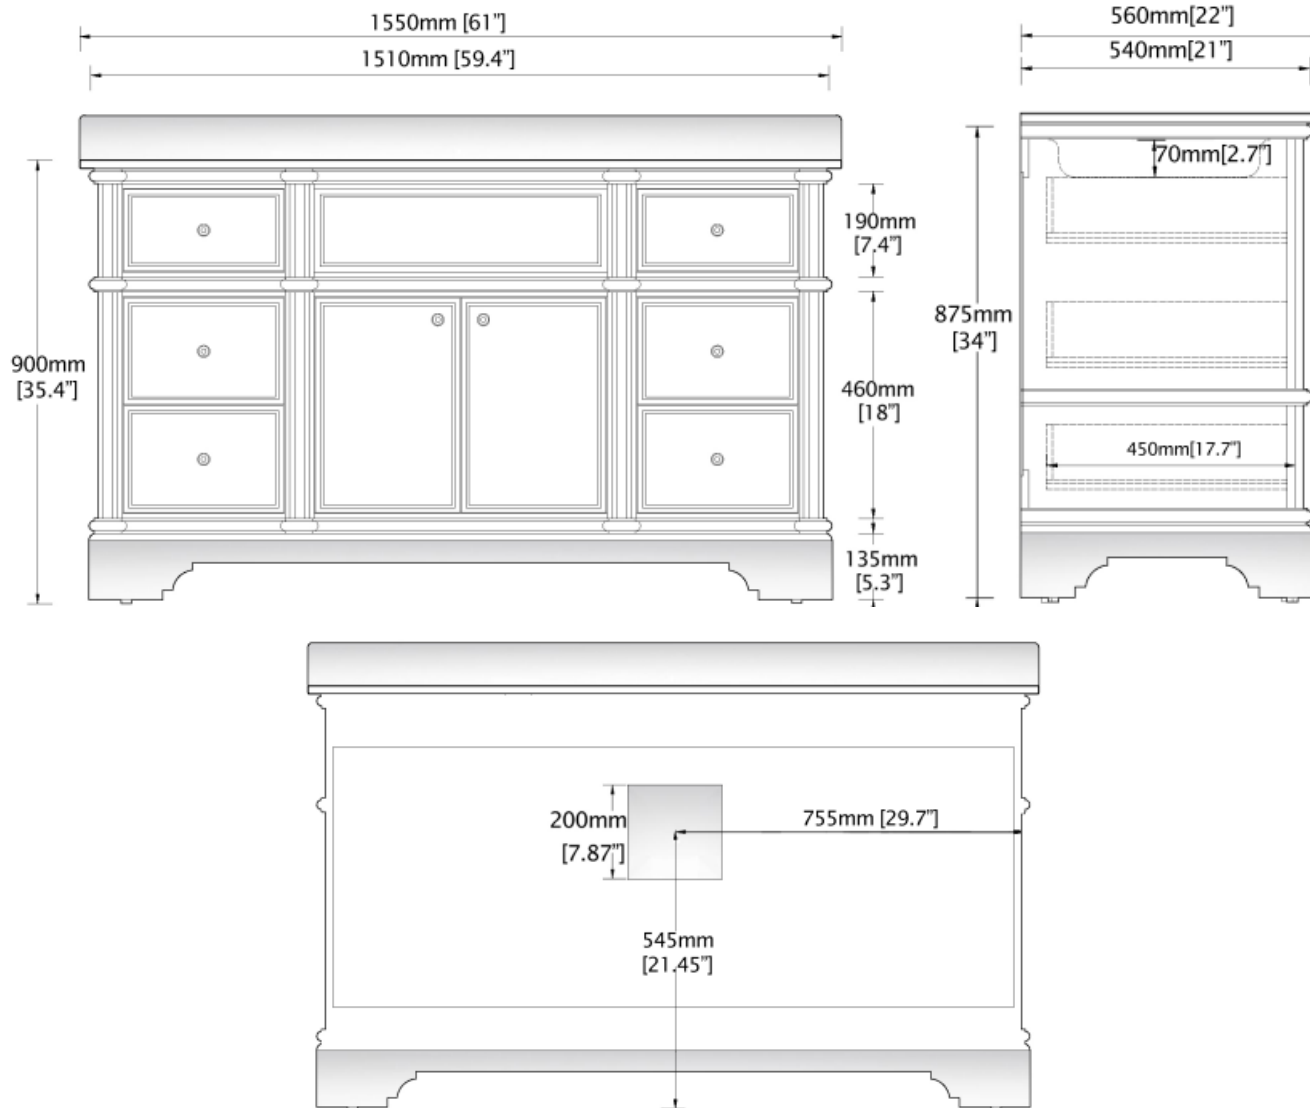 1550mm [61”]
1510mm [59.4”]
560mm[22”]
540mm[21”]
70mm[2.7”]
190mm
[7.4”]
875mm
[34”]
900mm
[35.4”]
460mm
[18”]
450mm[17.7”]
135mm
[5.3”]
200mm
[7.87”]
755mm [29.7”]
545mm
[21.45”]